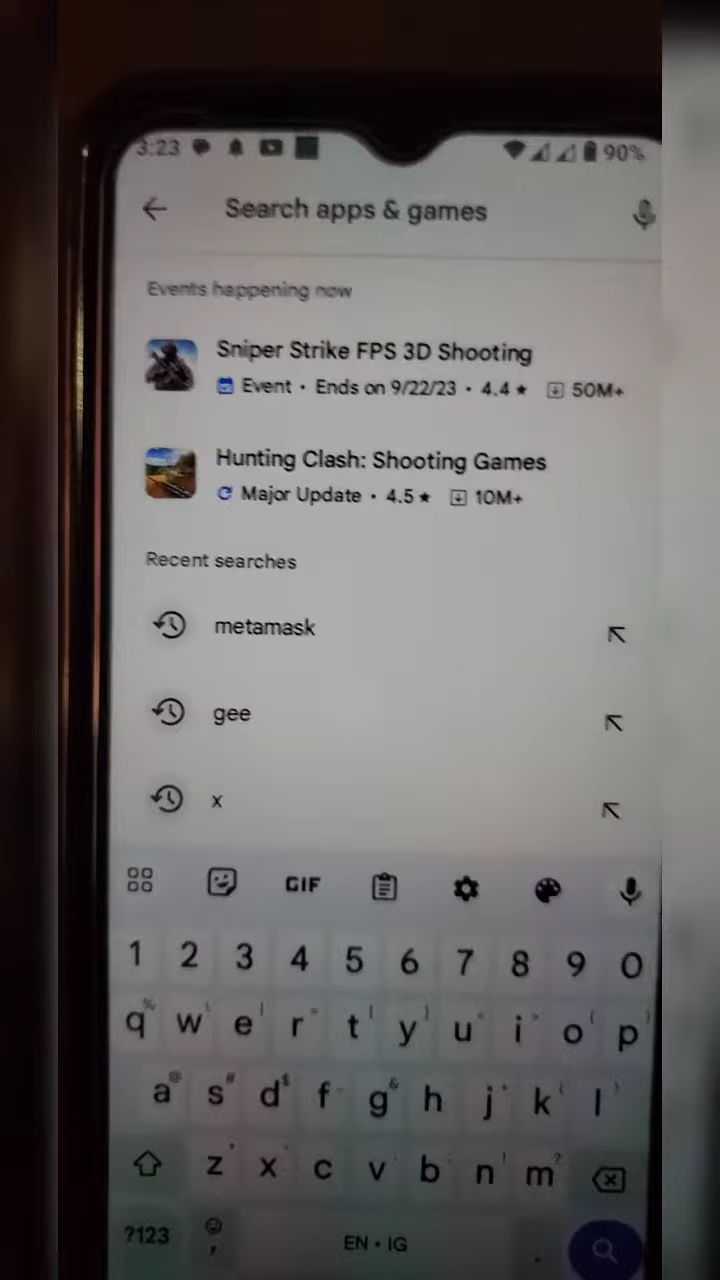 3:23 90%
Search apps & games
Events happening now
Sniper Strike FPS 3D Shooting
Event • Ends on 9/22/23 • 4.4 ★ 50M+
Hunting Clash: Shooting Games
Major Update • 4.5 ★ 10M+
Recent searches
metamask
gee
x
GIF
1 2 3 4 5 6 7 8 9 0
q w e r t y u i o p
a s d f g h j k l
z x c v b n m
?123 , EN • IG .